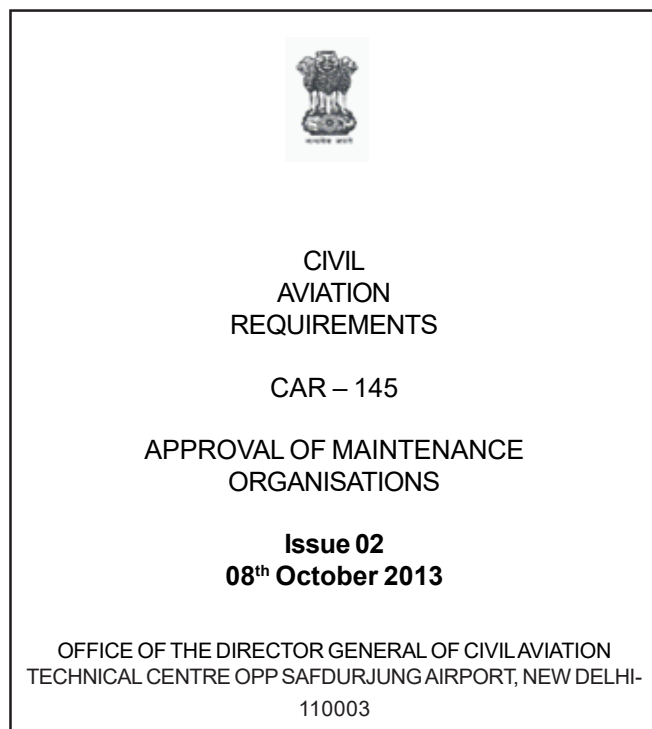 CIVIL
AVIATION
REQUIREMENTS
CAR – 145
APPROVAL OF MAINTENANCE
ORGANISATIONS
Issue 02
08th October 2013
OFFICE OF THE DIRECTOR GENERAL OF CIVIL AVIATION
TECHNICAL CENTRE OPP SAFDURJUNG AIRPORT, NEW DELHI-
110003